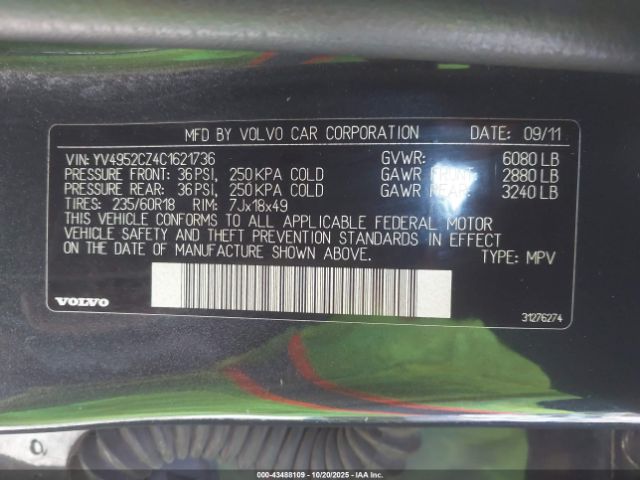 MFD BY VOLVO CAR CORPORATION DATE: 09/11
VIN: YV4952CZ4C1621736 GVWR: 6080 LB
PRESSURE FRONT: 36 PSI, 250 KPA COLD GAWR FRONT: 2880 LB
PRESSURE REAR: 36 PSI, 250 KPA COLD GAWR REAR: 3240 LB
TIRES: 235/60R18 RIM: 7Jx18x49
THIS VEHICLE CONFORMS TO ALL APPLICABLE FEDERAL MOTOR
VEHICLE SAFETY AND THEFT PREVENTION STANDARDS IN EFFECT
ON THE DATE OF MANUFACTURE SHOWN ABOVE. TYPE: MPV
VOLVO 31276274
000-43488109 | 10/20/2025 - IAA, Inc.